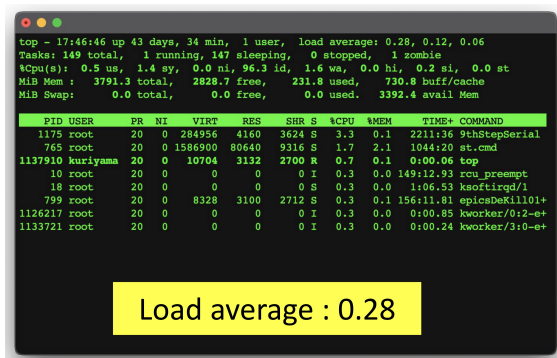 top - 17:46:46 up 43 days, 34 min, 1 user, load average: 0.28, 0.12, 0.06
Tasks: 149 total, 1 running, 147 sleeping, 0 stopped, 1 zombie
%Cpu(s): 0.5 us, 1.4 sy, 0.0 ni, 96.3 id, 1.6 wa, 0.0 hi, 0.2 si, 0.0 st
MiB Mem : 3791.3 total, 2828.7 free, 231.8 used, 730.8 buff/cache
MiB Swap: 0.0 total, 0.0 free, 0.0 used. 3392.4 avail Mem
PID USER PR NI VIRT RES SHR S %CPU %MEM TIME+ COMMAND
1175 root 20 0 284956 4160 3624 S 3.3 0.1 2211:36 9thStepSerial
765 root 20 0 1586900 80640 9316 S 1.7 2.1 1044:20 st.cmd
1137910 kuriyama 20 0 10704 3132 2700 R 0.7 0.1 0:00.06 top
10 root 20 0 0 0 0 I 0.3 0.0 149:12.93 rcu_preempt
18 root 20 0 0 0 0 S 0.3 0.0 1:06.53 ksoftirqd/1
799 root 20 0 8328 3100 2712 S 0.3 0.1 156:11.81 epicsDeKill01+
1126217 root 20 0 0 0 0 I 0.3 0.0 0:00.85 kworker/0:2-e+
1133721 root 20 0 0 0 0 I 0.3 0.0 0:00.24 kworker/3:0-e+
Load average : 0.28